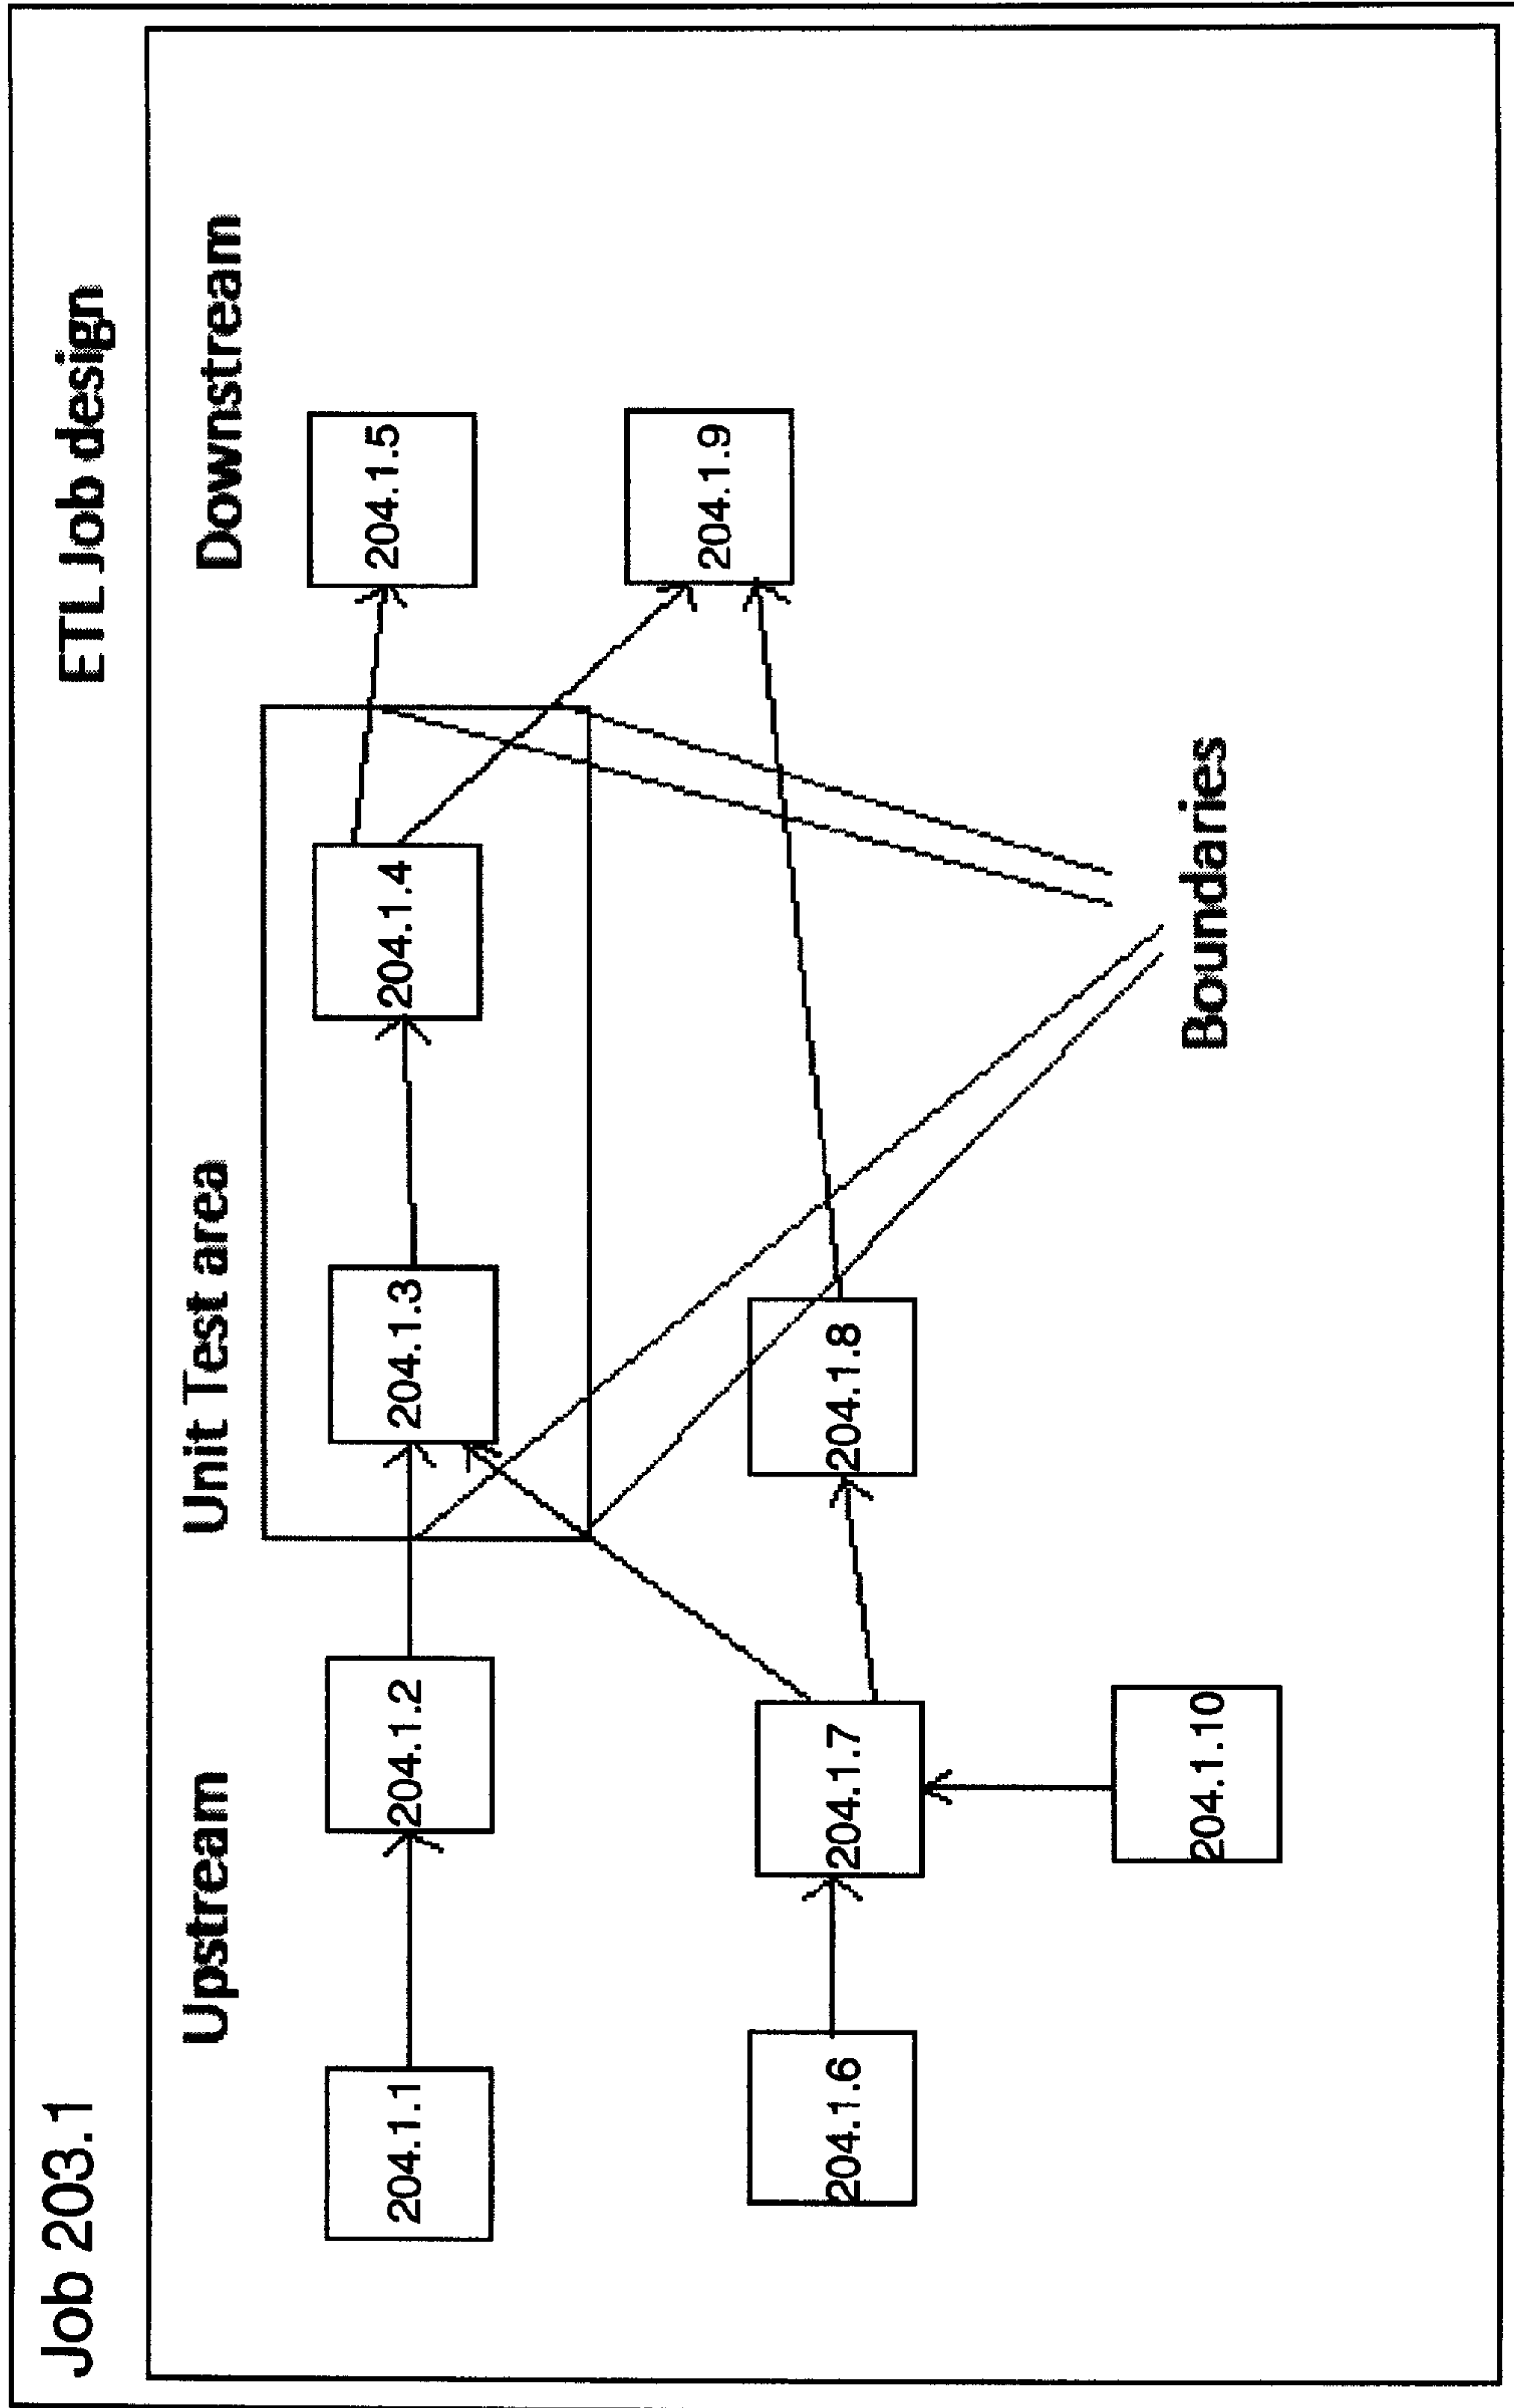 Job 203.1
ETL Job design
Upstream
Unit Test area
Downstream
204.1.1
204.1.2
204.1.3
204.1.4
204.1.5
204.1.6
204.1.7
204.1.8
204.1.9
204.1.10
Boundaries